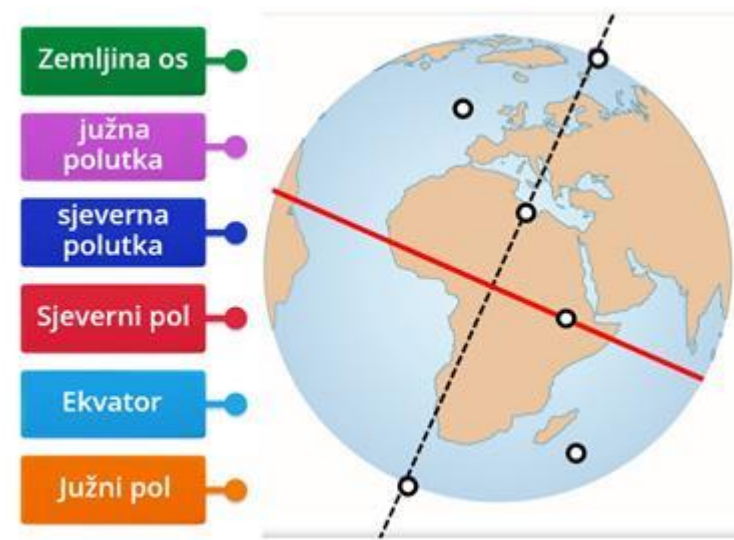 Zemljina os
južna
polutka
sjeverna
polutka
Sjeverni pol
Ekvator
Južni pol